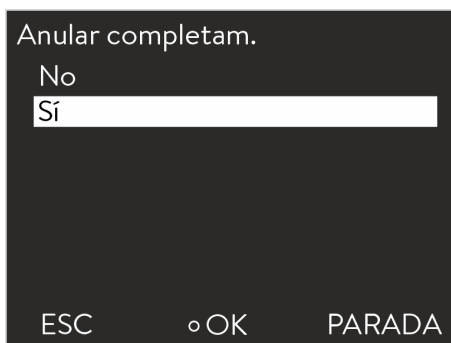 Anular completam.
No
Sí
ESC ○ OK PARADA